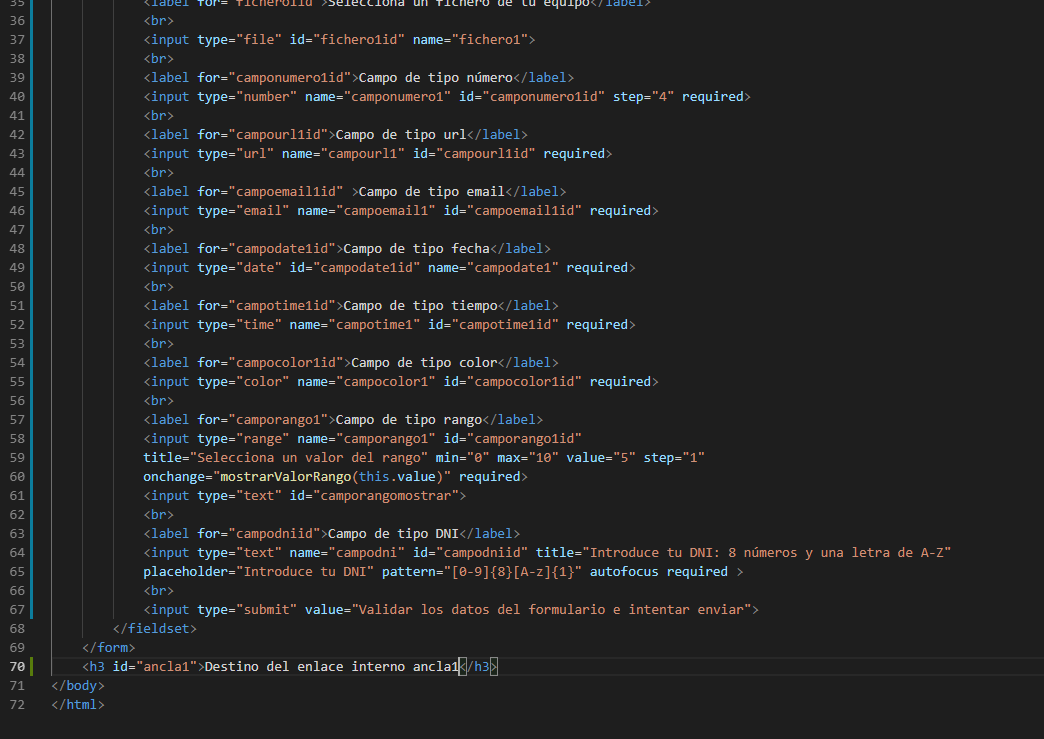 35 <label for="fichero1id">Selecciona un fichero de tu equipo</label>
36 <br>
37 <input type="file" id="fichero1id" name="fichero1">
38 <br>
39 <label for="camponumero1id">Campo de tipo número</label>
40 <input type="number" name="camponumero1" id="camponumero1id" step="4" required>
41 <br>
42 <label for="campourl1id">Campo de tipo url</label>
43 <input type="url" name="campourl1" id="campourl1id" required>
44 <br>
45 <label for="campoemail1id" >Campo de tipo email</label>
46 <input type="email" name="campoemail1" id="campoemail1id" required>
47 <br>
48 <label for="campodate1id">Campo de tipo fecha</label>
49 <input type="date" id="campodate1id" name="campodate1" required>
50 <br>
51 <label for="campotime1id">Campo de tipo tiempo</label>
52 <input type="time" name="campotime1" id="campotime1id" required>
53 <br>
54 <label for="campocolor1id">Campo de tipo color</label>
55 <input type="color" name="campocolor1" id="campocolor1id" required>
56 <br>
57 <label for="camporango1">Campo de tipo rango</label>
58 <input type="range" name="camporango1" id="camporango1id"
59 title="Selecciona un valor del rango" min="0" max="10" value="5" step="1"
60 onchange="mostrarValorRango(this.value)" required>
61 <input type="text" id="camporangomostrar">
62 <br>
63 <label for="campodniid">Campo de tipo DNI</label>
64 <input type="text" name="campodni" id="campodniid" title="Introduce tu DNI: 8 números y una letra de A-Z"
65 placeholder="Introduce tu DNI" pattern="[0-9]{8}[A-z]{1}" autofocus required >
66 <br>
67 <input type="submit" value="Validar los datos del formulario e intentar enviar">
68 </fieldset>
69 </form>
70 <h3 id="ancla1">Destino del enlace interno ancla1</h3>
71 </body>
72 </html>